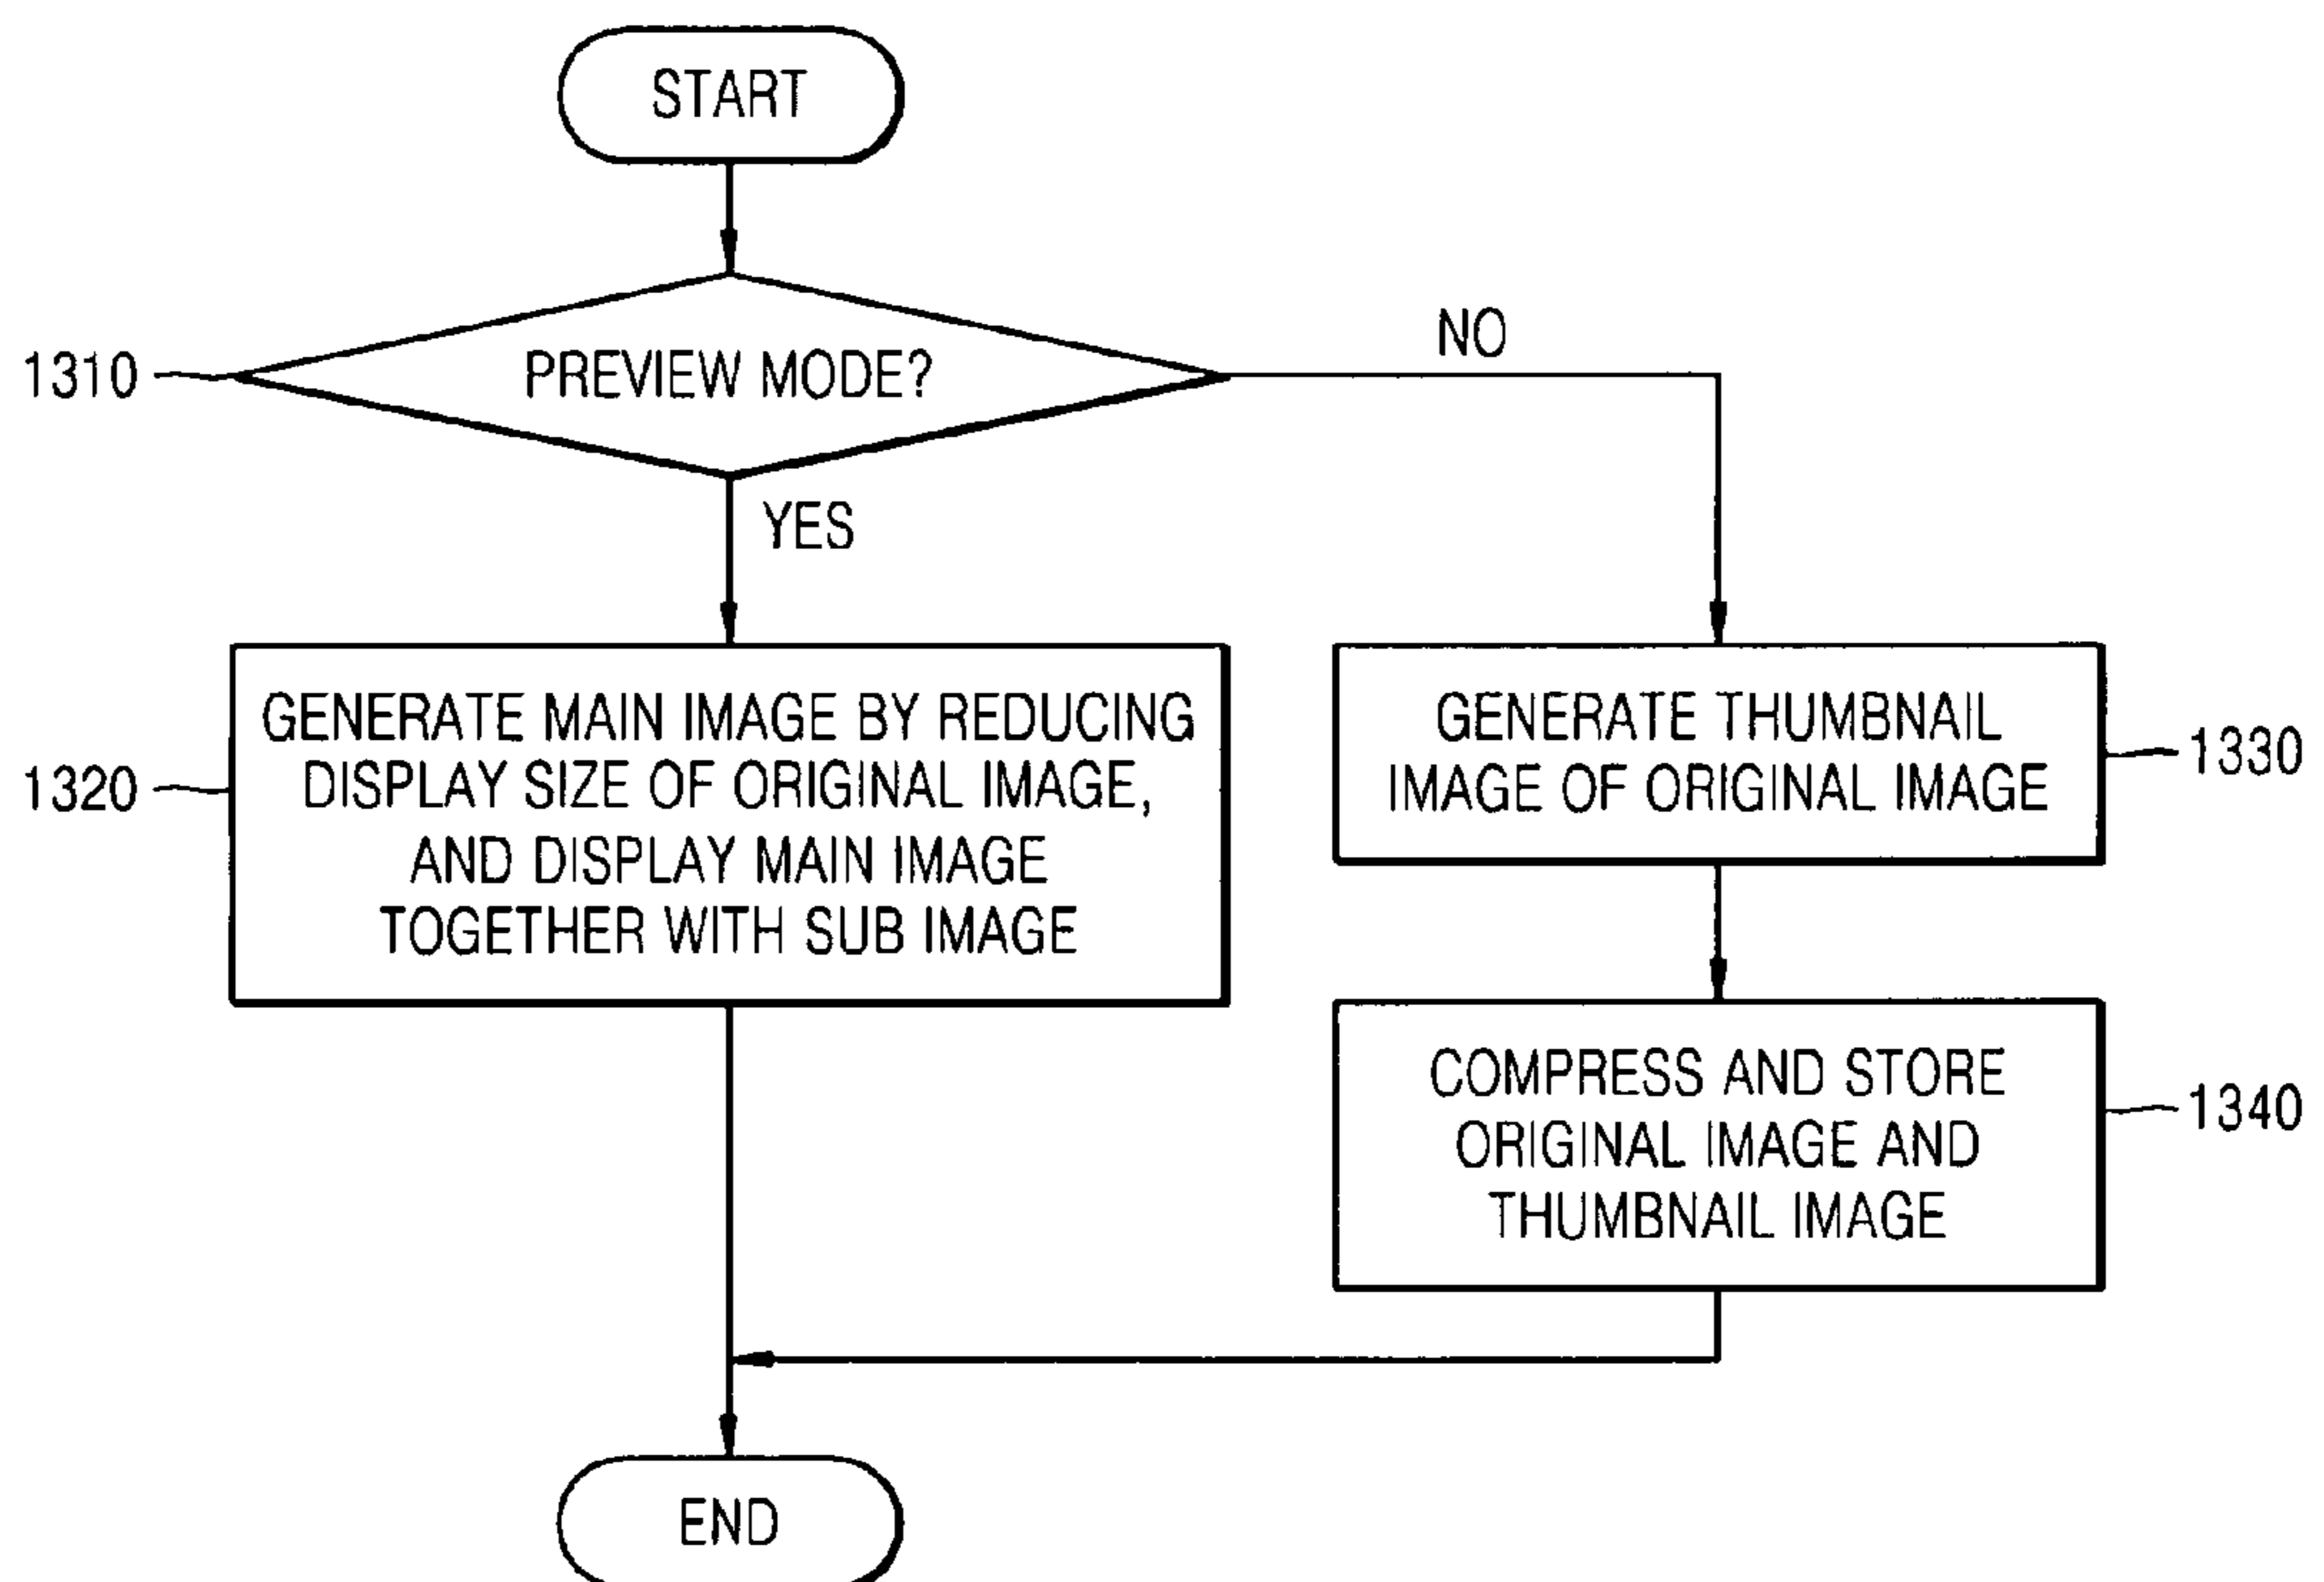 START
1310
PREVIEW MODE?
NO
YES
1320
GENERATE MAIN IMAGE BY REDUCING
DISPLAY SIZE OF ORIGINAL IMAGE,
AND DISPLAY MAIN IMAGE
TOGETHER WITH SUB IMAGE
GENERATE THUMBNAIL
IMAGE OF ORIGINAL IMAGE
1330
COMPRESS AND STORE
ORIGINAL IMAGE AND
THUMBNAIL IMAGE
1340
END